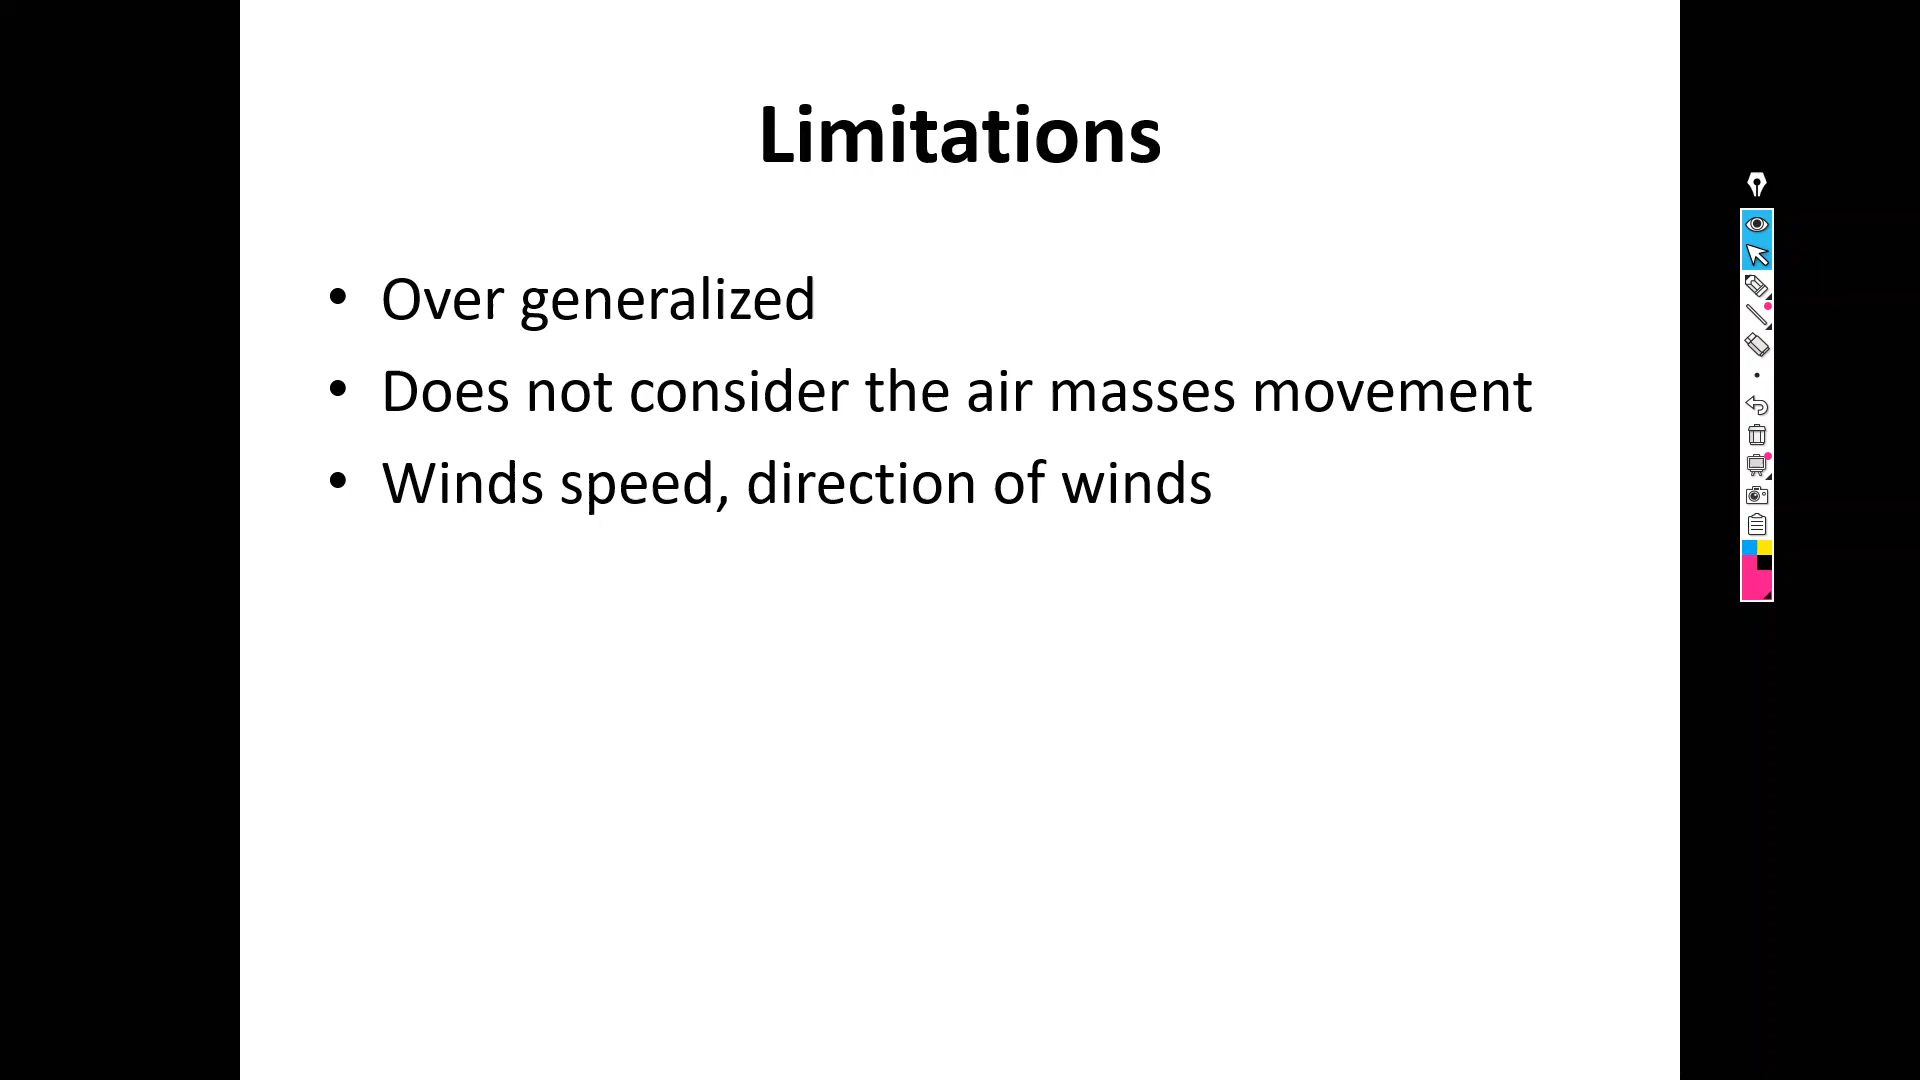 Limitations
• Over generalized
• Does not consider the air masses movement
• Winds speed, direction of winds